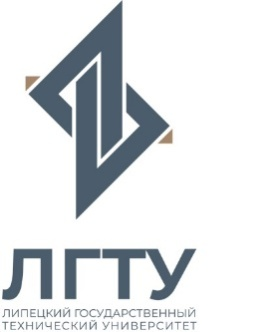 ЛГТУ
ЛИПЕЦКИЙ ГОСУДАРСТВЕННЫЙ
ТЕХНИЧЕСКИЙ УНИВЕРСИТЕТ